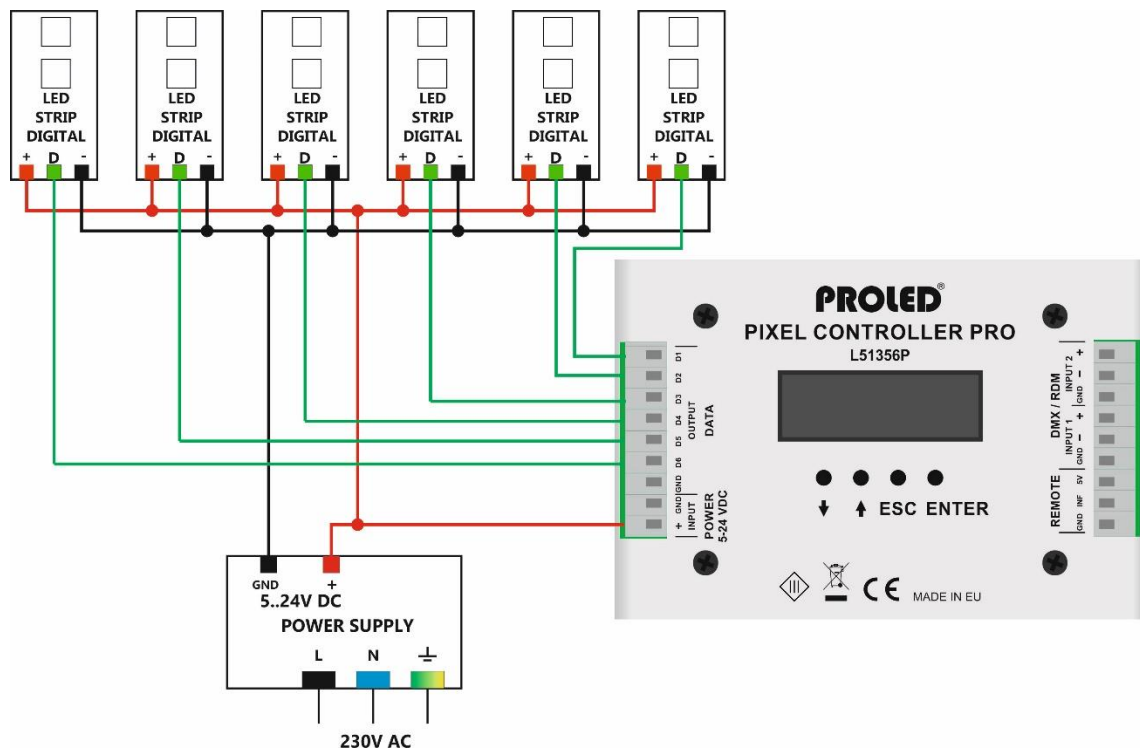 LED
STRIP
DIGITAL
+ D -
LED
STRIP
DIGITAL
+ D -
LED
STRIP
DIGITAL
+ D -
LED
STRIP
DIGITAL
+ D -
LED
STRIP
DIGITAL
+ D -
LED
STRIP
DIGITAL
+ D -
PROLED®
PIXEL CONTROLLER PRO
L51356P
D1
D2
D3
D4
D5
D6
GND
GND
+
OUTPUT
DATA
INPUT
POWER
5-24 VDC
ESC ENTER
+
−
GND
INPUT 2
+
−
GND
INPUT 1
DMX / RDM
5V
INF
GND
REMOTE
III
CE
MADE IN EU
GND +
5..24V DC
POWER SUPPLY
L N
230V AC